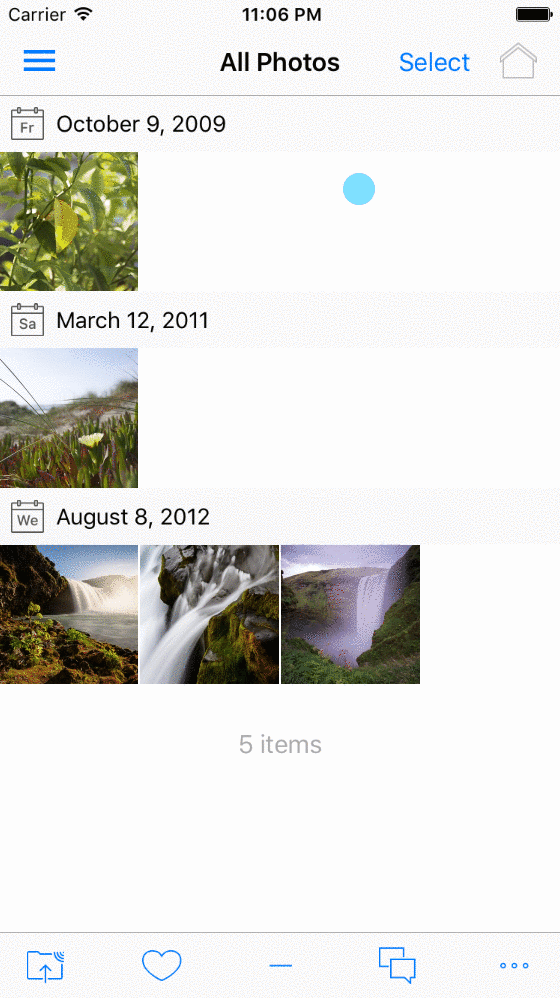 Carrier 11:06 PM
All Photos Select
Fr October 9, 2009
Sa March 12, 2011
We August 8, 2012
5 items